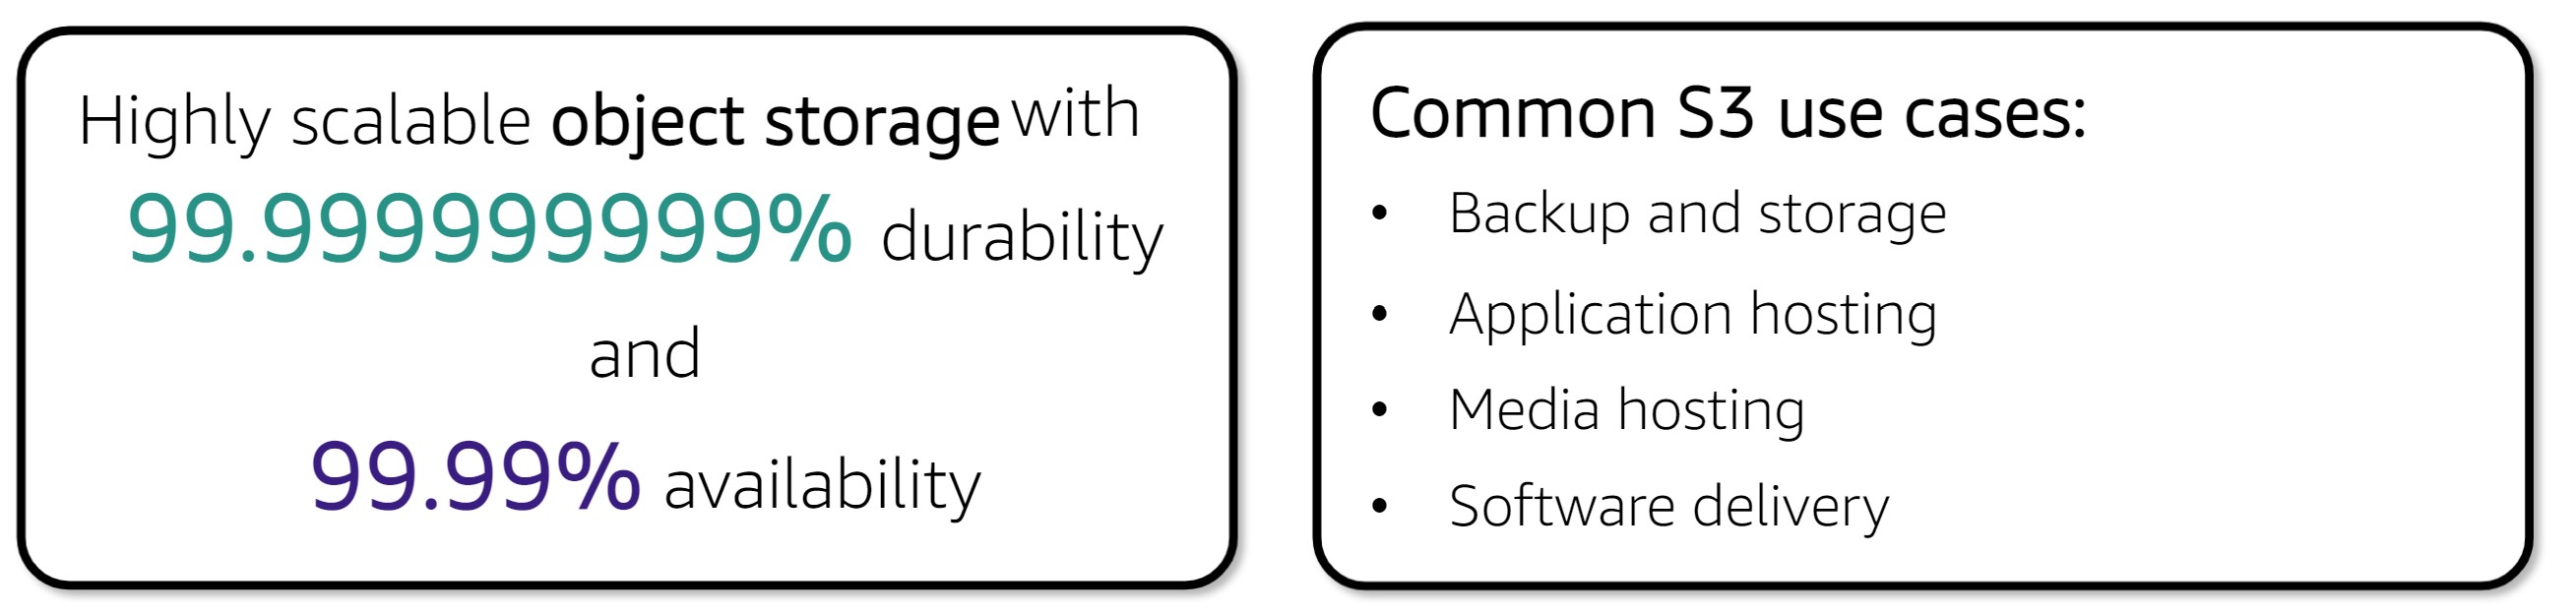 Highly scalable object storage with
99.999999999% durability
and
99.99% availability
Common S3 use cases:
• Backup and storage
• Application hosting
• Media hosting
• Software delivery